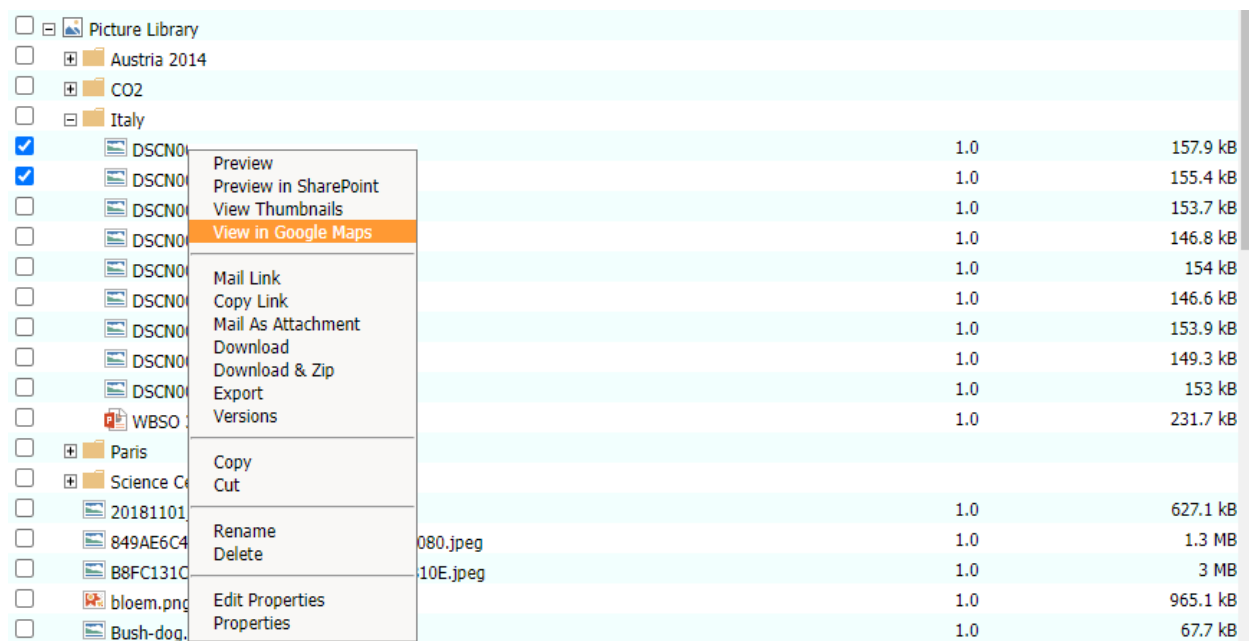 Picture Library
Austria 2014
CO2
Italy
DSCN0 1.0 157.9 kB
DSCN0 1.0 155.4 kB
DSCN0 1.0 153.7 kB
DSCN0 1.0 146.8 kB
DSCN0 1.0 154 kB
DSCN0 1.0 146.6 kB
DSCN0 1.0 153.9 kB
DSCN0 1.0 149.3 kB
DSCN0 1.0 153 kB
WBSO 1.0 231.7 kB
Paris
Science Ce
20181101 1.0 627.1 kB
849AE6C4 080.jpeg 1.0 1.3 MB
B8FC131C 10E.jpeg 1.0 3 MB
bloem.png 1.0 965.1 kB
Bush-dog. 1.0 67.7 kB
Preview
Preview in SharePoint
View Thumbnails
View in Google Maps
Mail Link
Copy Link
Mail As Attachment
Download
Download & Zip
Export
Versions
Copy
Cut
Rename
Delete
Edit Properties
Properties